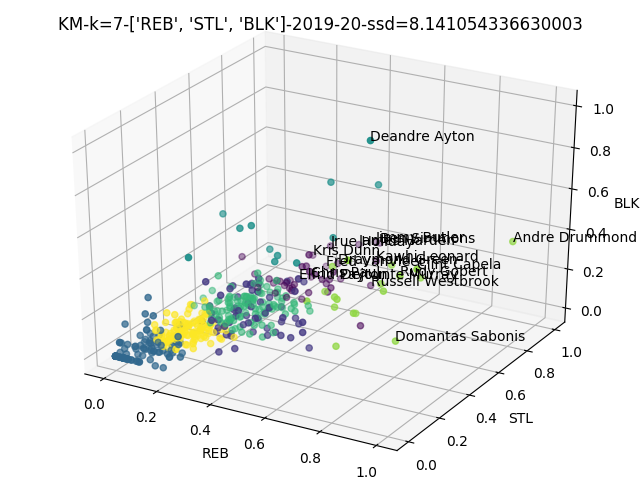 KM-k=7-['REB', 'STL', 'BLK']-2019-20-ssd=8.141054336630003
Deandre Ayton
Andre Drummond
Kris Dunn
Kawhi Leonard
Russell Westbrook
Domantas Sabonis
0.0
0.2
0.4
0.6
0.8
1.0
REB
0.0
0.2
0.4
0.6
0.8
1.0
STL
0.0
0.2
0.4
0.6
0.8
1.0
BLK